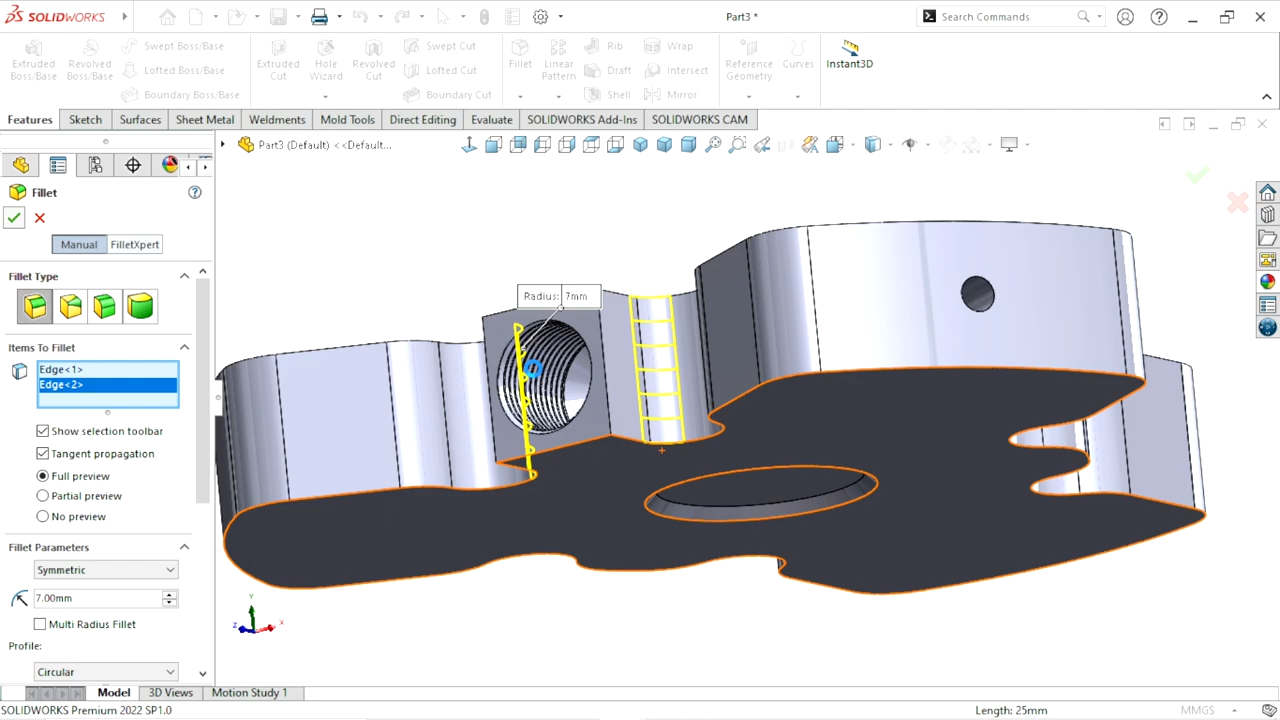 SOLIDWORKS
Part3 *
Search Commands
Extruded Boss/Base
Revolved Boss/Base
Swept Boss/Base
Lofted Boss/Base
Boundary Boss/Base
Extruded Cut
Hole Wizard
Revolved Cut
Swept Cut
Lofted Cut
Boundary Cut
Fillet
Linear Pattern
Rib
Draft
Shell
Wrap
Intersect
Mirror
Reference Geometry
Curves
Instant3D
Features
Sketch
Surfaces
Sheet Metal
Weldments
Mold Tools
Direct Editing
Evaluate
SOLIDWORKS Add-Ins
SOLIDWORKS CAM
Part3 (Default) <<Default...
Fillet
Manual
FilletXpert
Fillet Type
Items To Fillet
Edge<1>
Edge<2>
Show selection toolbar
Tangent propagation
Full preview
Partial preview
No preview
Fillet Parameters
Symmetric
7.00mm
Multi Radius Fillet
Profile:
Circular
Radius: 7mm
Y
Z
X
Model
3D Views
Motion Study 1
SOLIDWORKS Premium 2022 SP1.0
Length: 25mm
MMGS